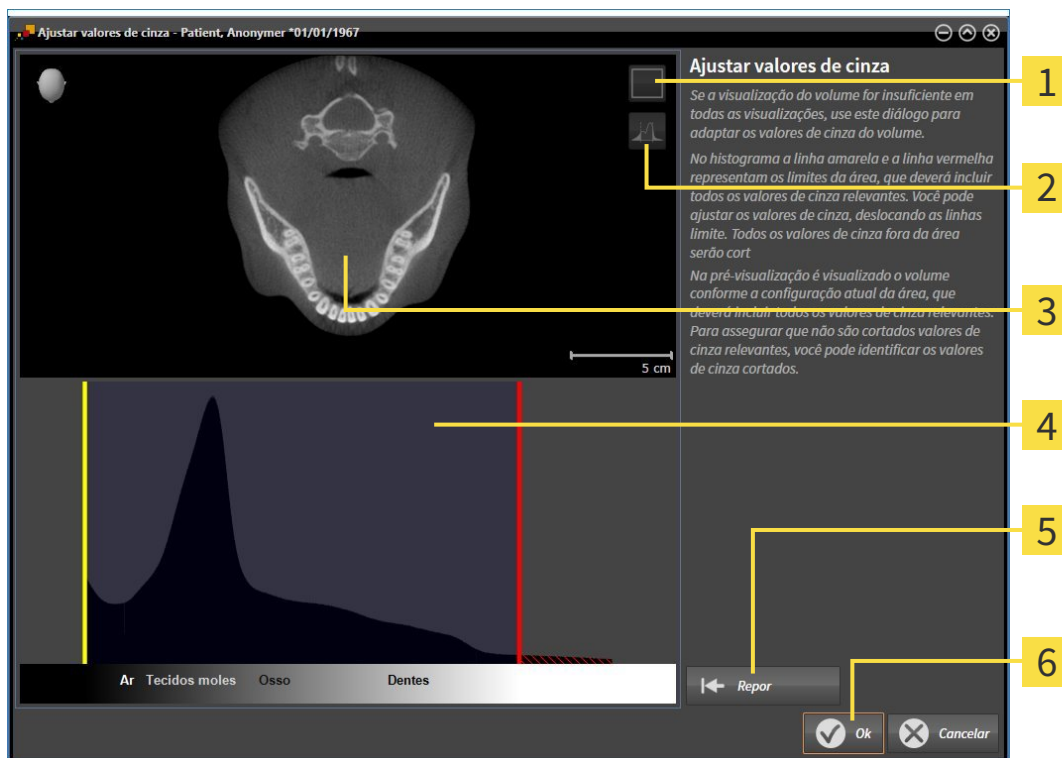 Ajustar valores de cinza - Patient, Anonymer *01/01/1967
Ajustar valores de cinza
Se a visualização do volume for insuficiente em
todas as visualizações, use este diálogo para
adaptar os valores de cinza do volume.
No histograma a linha amarela e a linha vermelha
representam os limites da área, que deverá incluir
todos os valores de cinza relevantes. Você pode
ajustar os valores de cinza, deslocando as linhas
limite. Todos os valores de cinza fora da área
serão cort
Na pré-visualização é visualizado o volume
conforme a configuração atual da área, que
deverá incluir todos os valores de cinza relevantes.
Para assegurar que não são cortados valores de
cinza relevantes, você pode identificar os valores
de cinza cortados.
5 cm
Ar Tecidos moles Osso Dentes
Repor
Ok Cancelar
1
2
3
4
5
6